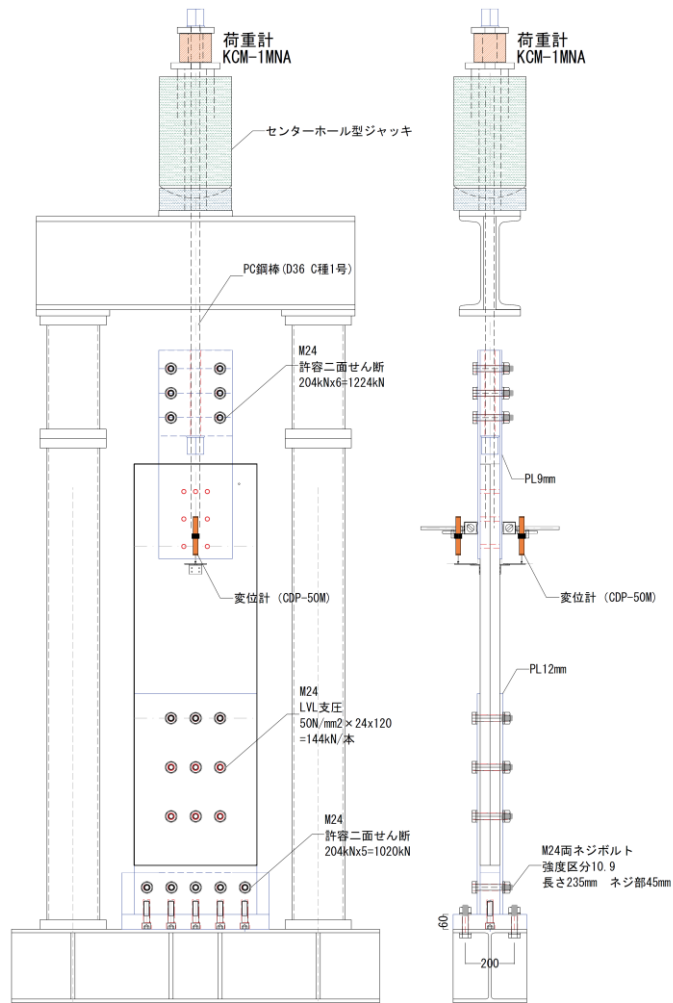 荷重計
KCM-1MNA
荷重計
KCM-1MNA
センターホール型ジャッキ
PC鋼棒(D36 C種1号)
M24
許容二面せん断
204kNx6=1224kN
PL9mm
変位計 (CDP-50M)
変位計 (CDP-50M)
PL12mm
M24
LVL支圧
50N/mm2×24x120
=144kN/本
M24
許容二面せん断
204kNx5=1020kN
M24両ネジボルト
強度区分10.9
長さ235mm ネジ部45mm
60
200